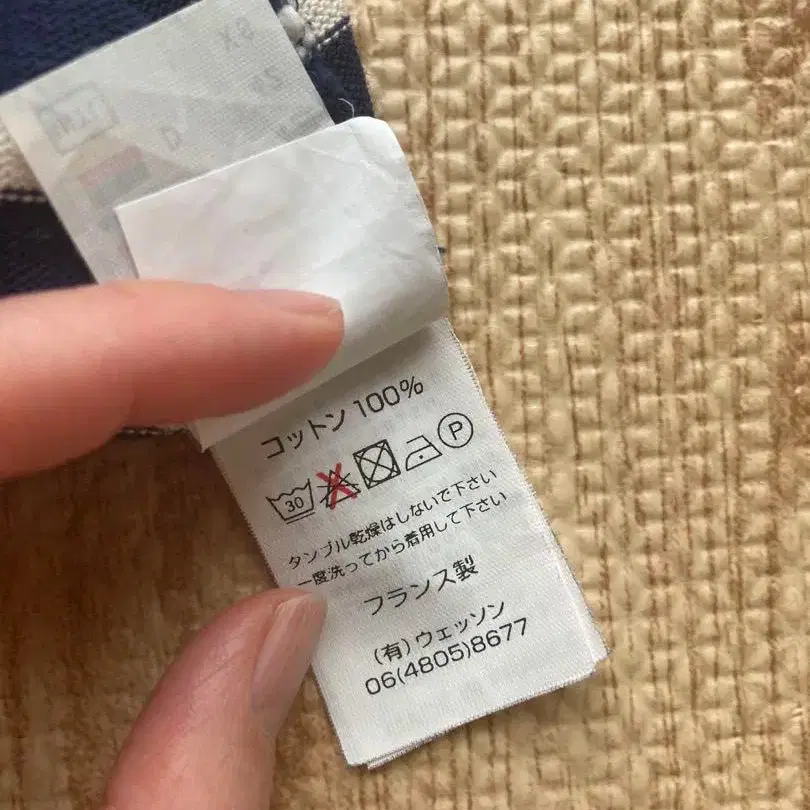 コットン 100%
30 P
タンブル乾燥はしないで下さい
一度洗ってから着用して下さい
フランス製
(有)ウェッソン
06(4805)8677